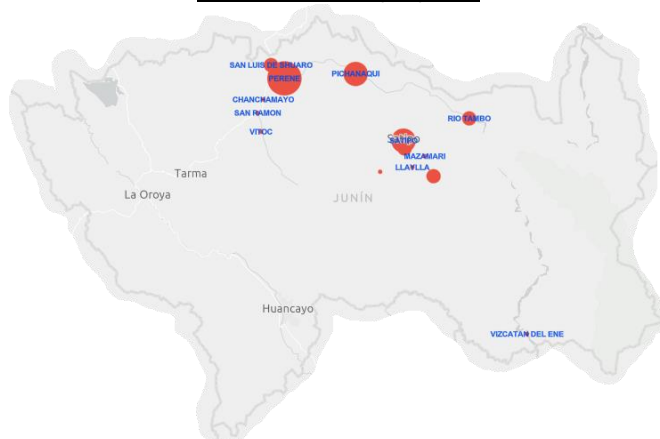 SAN LUIS DE SHUARO
PERENE
PICHANAQUI
CHANCHAMAYO
SAN RAMON
RIO TAMBO
VITOC
SATIPO
MAZAMARI
LLAYLLA
Tarma
La Oroya
JUNÍN
Huancayo
VIZCATAN DEL ENE